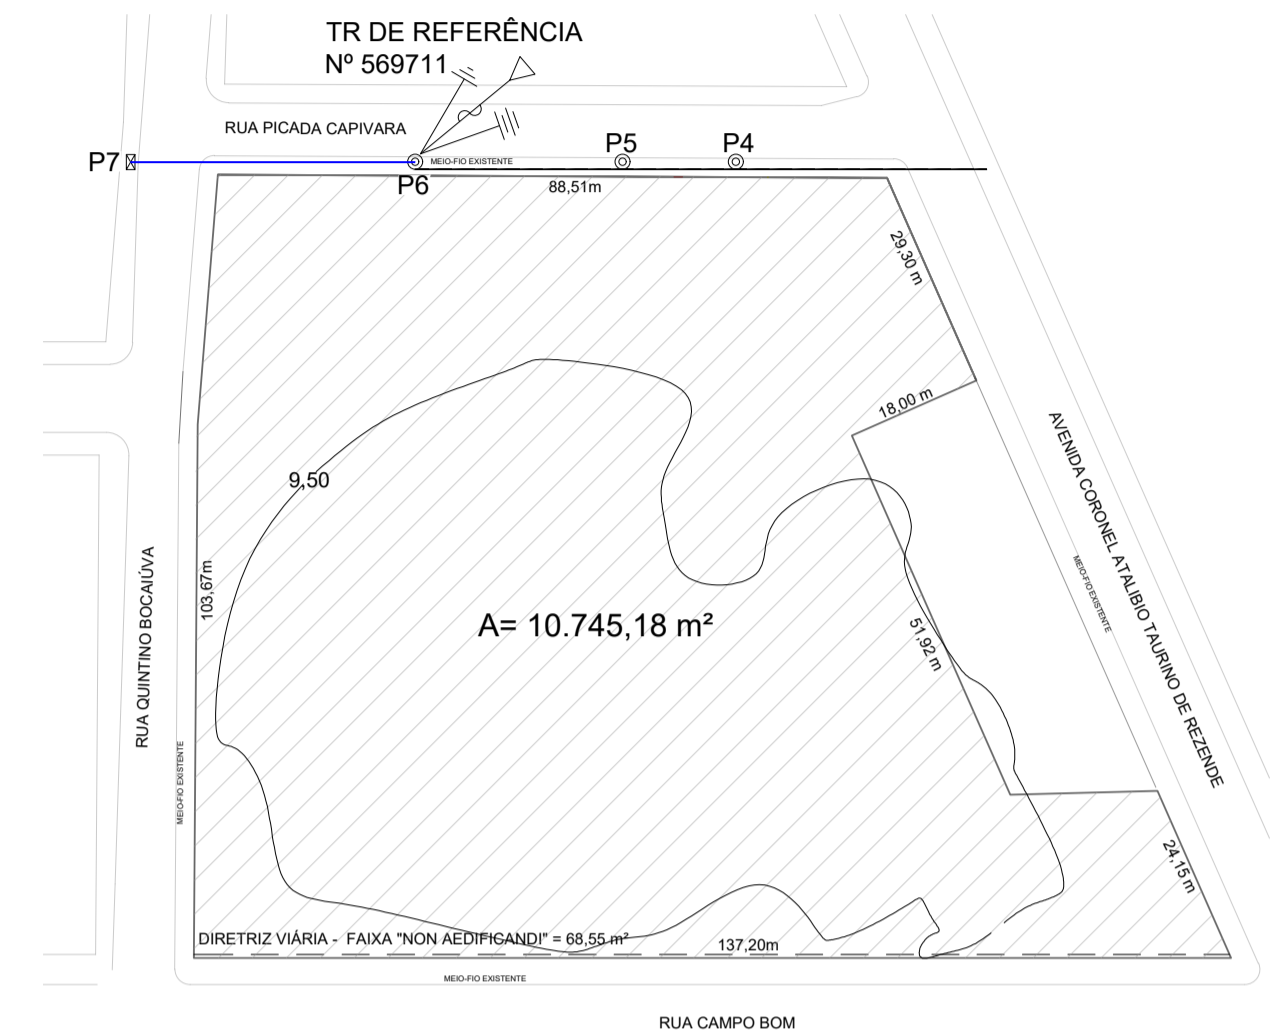 TR DE REFERÊNCIA
Nº 569711
RUA PICADA CAPIVARA
P7
P6
MEIO-FIO EXISTENTE
P5
P4
88,51m
29,30 m
18,00 m
AVENIDA CORONEL ATALIBIO TAURINO DE REZENDE
MEIO-FIO EXISTENTE
9,50
103,67m
RUA QUINTINO BOCAIÚVA
MEIO-FIO EXISTENTE
A= 10.745,18 m²
51,92 m
24,15 m
DIRETRIZ VIÁRIA - FAIXA "NON AEDIFICANDI" = 68,55 m²
137,20m
MEIO-FIO EXISTENTE
RUA CAMPO BOM